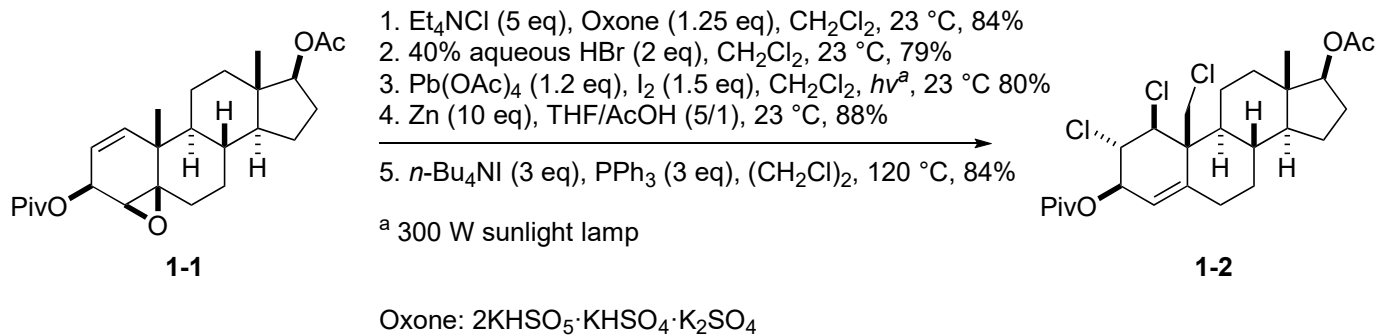 1. Et₄NCl (5 eq), Oxone (1.25 eq), CH₂Cl₂, 23 °C, 84%
2. 40% aqueous HBr (2 eq), CH₂Cl₂, 23 °C, 79%
3. Pb(OAc)₄ (1.2 eq), I₂ (1.5 eq), CH₂Cl₂, hνᵃ, 23 °C 80%
4. Zn (10 eq), THF/AcOH (5/1), 23 °C, 88%
5. n-Bu₄NI (3 eq), PPh₃ (3 eq), (CH₂Cl)₂, 120 °C, 84%
ᵃ 300 W sunlight lamp
Oxone: 2KHSO₅·KHSO₄·K₂SO₄
OAc
H
H
H
PivO
O
1-1
OAc
Cl
Cl
Cl
H
H
H
PivO
1-2